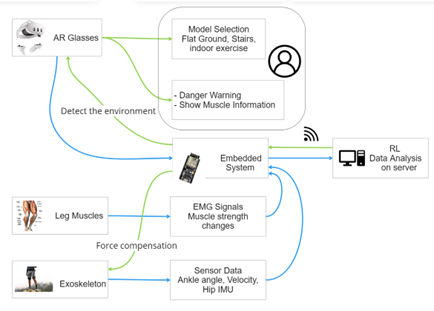 AR Glasses
Model Selection
Flat Ground, Stairs,
indoor exercise
- Danger Warning
- Show Muscle Information
Detect the environment
Embedded
System
RL
Data Analysis
on server
Leg Muscles
EMG Signals
Muscle strength
changes
Force compensation
Exoskeleton
Sensor Data
Ankle angle, Velocity,
Hip IMU